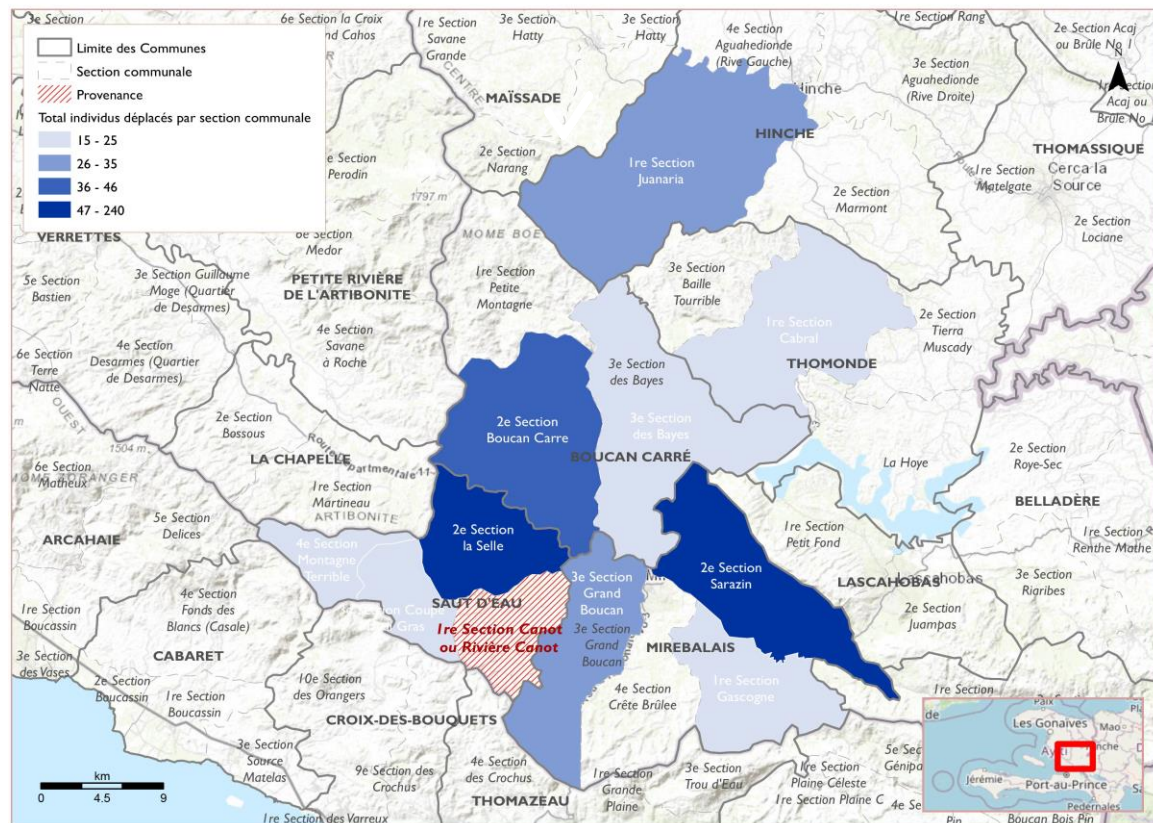 Limite des Communes
Section communale
Provenance
Total individus déplacés par section communale
15 - 25
26 - 35
36 - 46
47 - 240
3e Section
6e Section la Croix
1re Section
Savane
Grande
3e Section
Hatty
3e Section
Hatty
4e Section
Aguahedionde
(Rive Gauche)
Hinche
1re Section Rang
2e Section Acaj
ou Brûle No 1
3e Section
Aguahedionde
(Rive Droite)
1re Section
Acaj ou
Brûle No
N
CENTRE
MAÏSSADE
HINCHE
THOMASSIQUE
Cerca la
Source
2e Section
Narang
1re Section
Juanaria
1re Section
Matelgate
2e Section
Marmont
2e Section
Lociane
Perodin
1797 m
6e Section
Medor
VERRETTES
5e Section
Bastien
3e Section Guillaume
Moge (Quartier
de Desarmes)
PETITE RIVIÈRE
DE L'ARTIBONITE
1re Section
Petite
Montagne
3e Section
Baille
Tourrible
1re Section
Cabral
2e Section
Tierra
Muscady
THOMONDE
4e Section
Savane
à Roche
4e Section
Desarmes (Quartier
de Desarmes)
6e Section
Terre
Natte
OUEST
3e Section
des Bayes
3e Section
des Bayes
2e Section
Boucan Carre
BOUCAN CARRÉ
2e Section
Bossous
LA CHAPELLE
1504 m
6e Section
Matheux
1re Section
Martineau
ARTIBONITE
La Hoye
2e Section
Roye-Sec
BELLADÈRE
ARCAHAIE
5e Section
Delices
4e Section
Montagne
Terrible
2e Section
la Selle
2e Section
Sarazin
1re Section
Petit Fond
1re Section
Renthe Mathe
LASCAHOBAS
Lascahobas
3e Section
Riaribes
2e Section
Juampas
3e Section
Grand
Boucan
3e Section
Grand
Boucan
SAUT D'EAU
1re Section Canot
ou Rivière Canot
Gras
MIREBALAIS
1re Section
Boucassin
4e Section
Fonds des
Blancs (Casale)
CABARET
3e Section
des Vases
2e Section
Boucassin
1re Section
Boucassin
10e Section
des Orangers
CROIX-DES-BOUQUETS
4e Section
Crête Brûlee
1re Section
Gascogne
1re Section
3e Section
Source
Matelas
9e Section des
Crochus
4e Section
des Crochus
THOMAZEAU
1re Section
Grande
Plaine
3e Section
Trou d'Eau
1re Section
Plaine Céleste
1re Section Plaine C
1re Section des Varreux
km
0 4.5 9
de
Paix
Les Gonaives
Mao
Jérémie
Port-au-Prince
Pedernales
Boucan Bois Pin